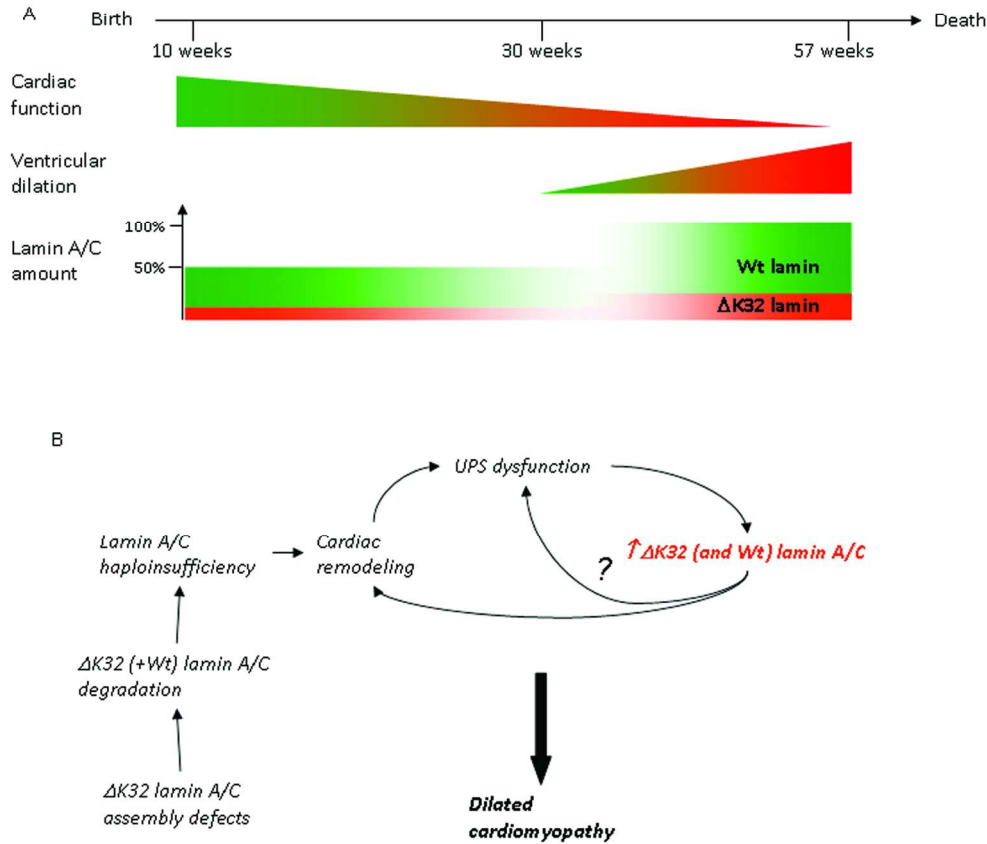 A
Birth
Death
10 weeks
30 weeks
57 weeks
Cardiac
function
Ventricular
dilation
Lamin A/C
amount
100%
50%
Wt lamin
ΔK32 lamin
B
UPS dysfunction
Lamin A/C
haploinsufficiency
Cardiac
remodeling
?
↑ΔK32 (and Wt) lamin A/C
ΔK32 (+Wt) lamin A/C
degradation
ΔK32 lamin A/C
assembly defects
Dilated
cardiomyopathy